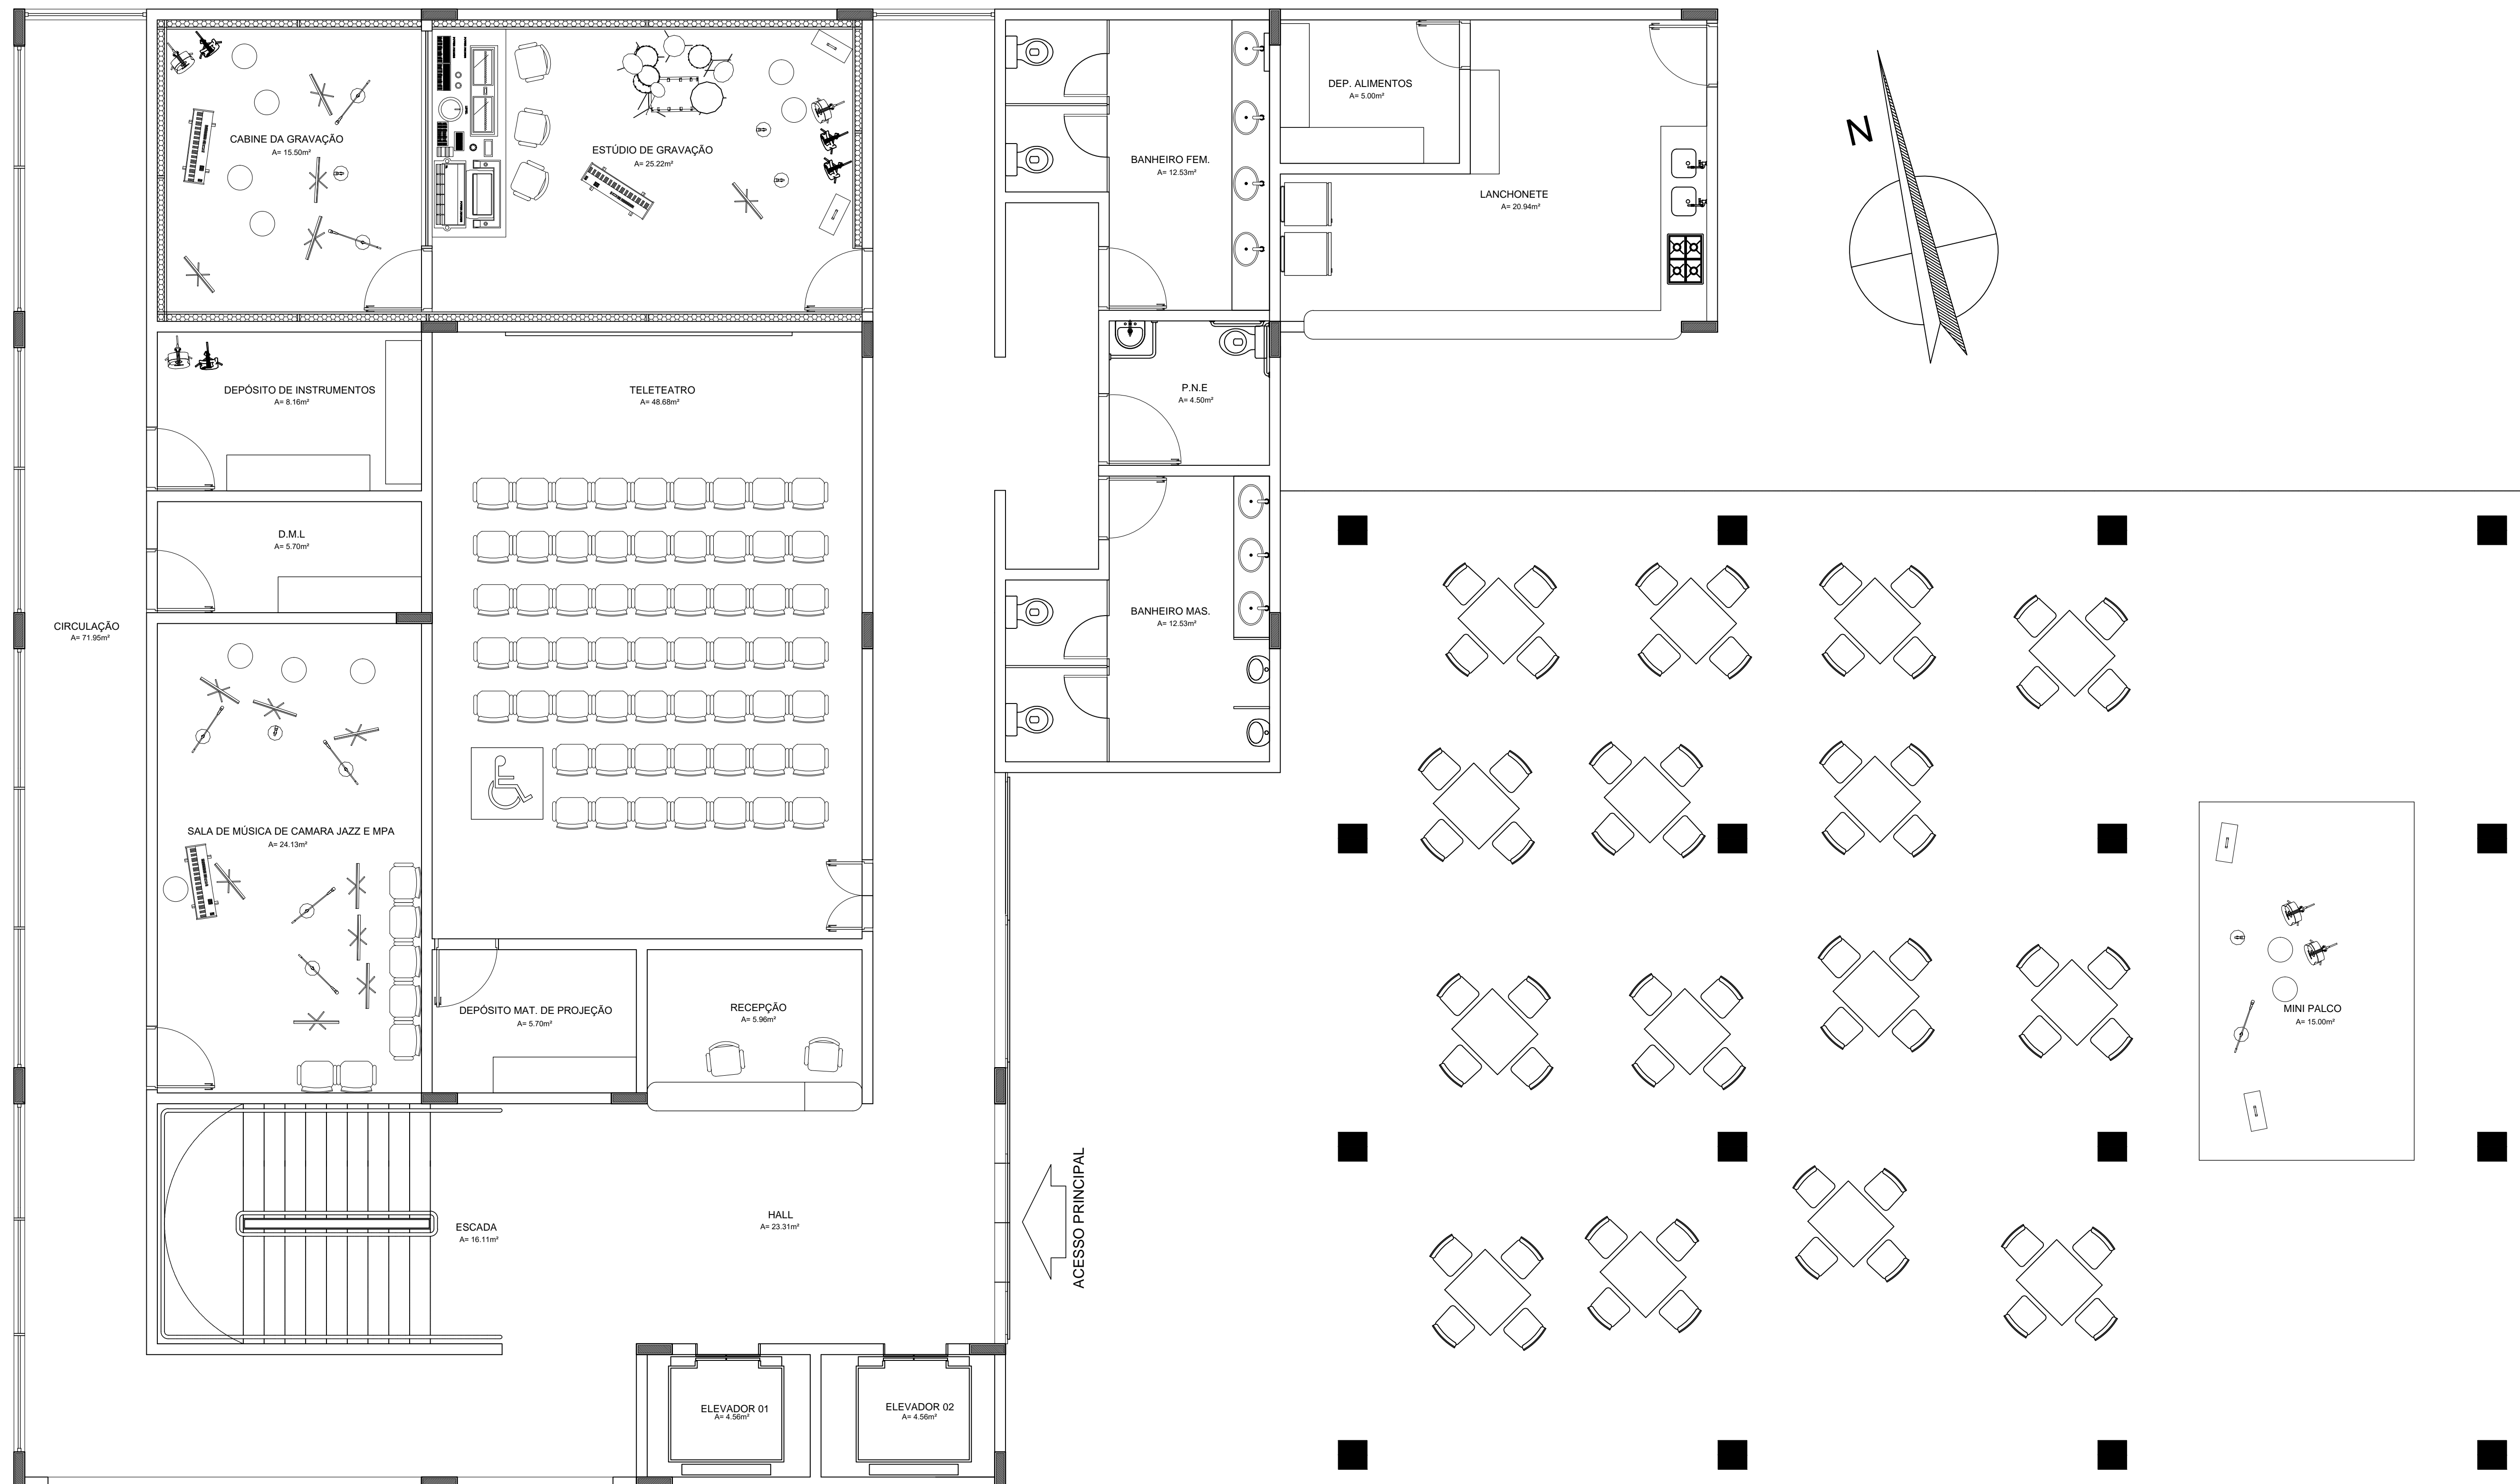 CABINE DA GRAVAÇÃO
A= 15.50m²
ESTÚDIO DE GRAVAÇÃO
A= 25.22m²
BANHEIRO FEM.
A= 12.53m²
DEP. ALIMENTOS
A= 5.00m²
LANCHONETE
A= 20.94m²
N
DEPÓSITO DE INSTRUMENTOS
A= 8.16m²
TELETEATRO
A= 48.68m²
P.N.E
A= 4.50m²
D.M.L
A= 5.70m²
CIRCULAÇÃO
A= 71.95m²
BANHEIRO MAS.
A= 12.53m²
SALA DE MÚSICA DE CAMARA JAZZ E MPA
A= 24.13m²
DEPÓSITO MAT. DE PROJEÇÃO
A= 5.70m²
RECEPÇÃO
A= 5.96m²
MINI PALCO
A= 15.00m²
ESCADA
A= 16.11m²
HALL
A= 23.31m²
ACESSO PRINCIPAL
ELEVADOR 01
A= 4.56m²
ELEVADOR 02
A= 4.56m²